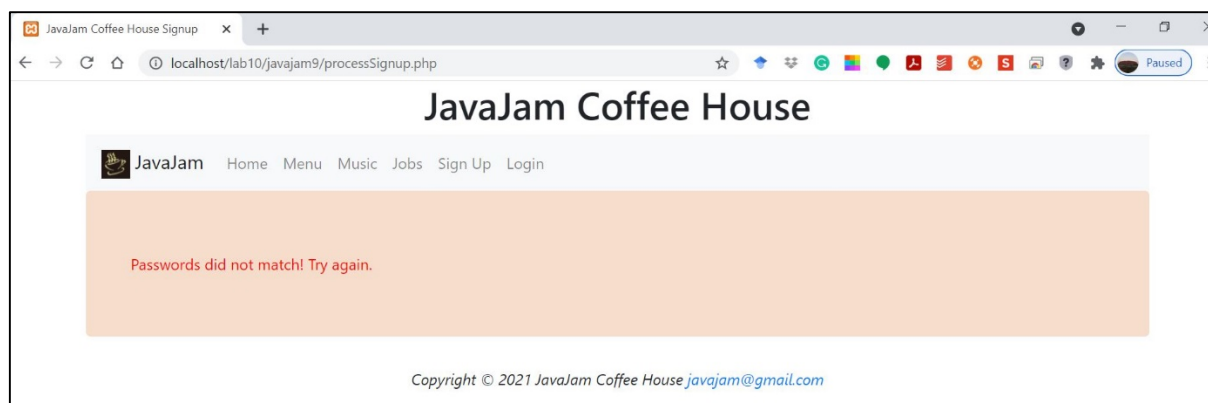 JavaJam Coffee House Signup
localhost/lab10/javajam9/processSignup.php
Paused
JavaJam Coffee House
JavaJam Home Menu Music Jobs Sign Up Login
Passwords did not match! Try again.
Copyright © 2021 JavaJam Coffee House javajam@gmail.com